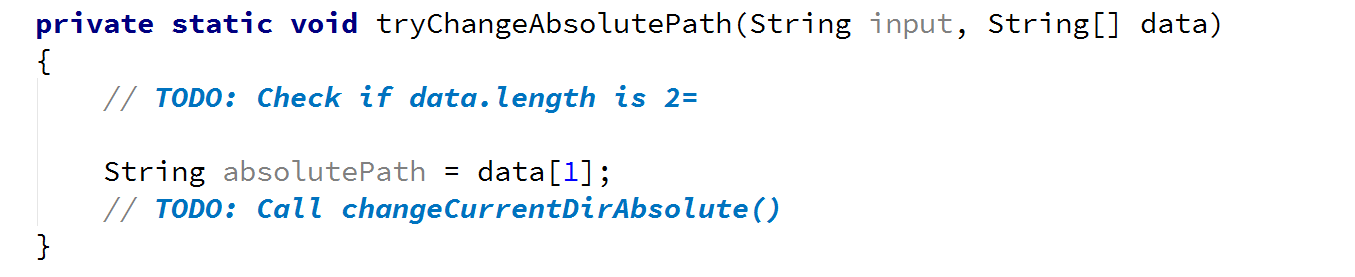 private static void tryChangeAbsolutePath(String input, String[] data)
{
// TODO: Check if data.length is 2=
String absolutePath = data[1];
// TODO: Call changeCurrentDirAbsolute()
}